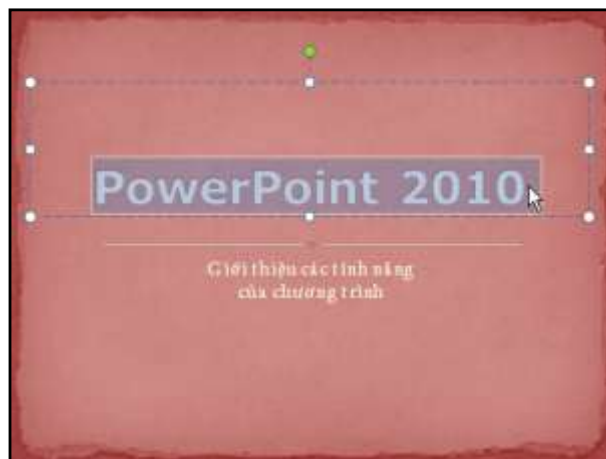 PowerPoint 2010
Giới thiệu các tính năng
của chương trình